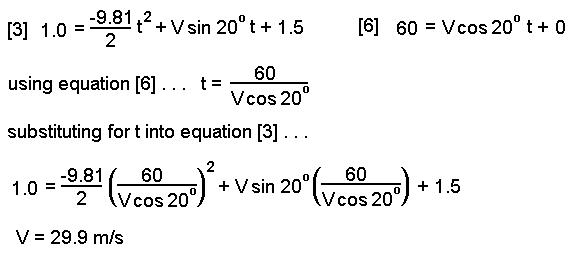 [3] 1.0 = -9.81/2 t² + V sin 20° t + 1.5 [6] 60 = V cos 20° t + 0
using equation [6] . . . t = 60/(V cos 20°)
substituting for t into equation [3] . . .
1.0 = -9.81/2 (60/(V cos 20°))² + V sin 20° (60/(V cos 20°)) + 1.5
V = 29.9 m/s